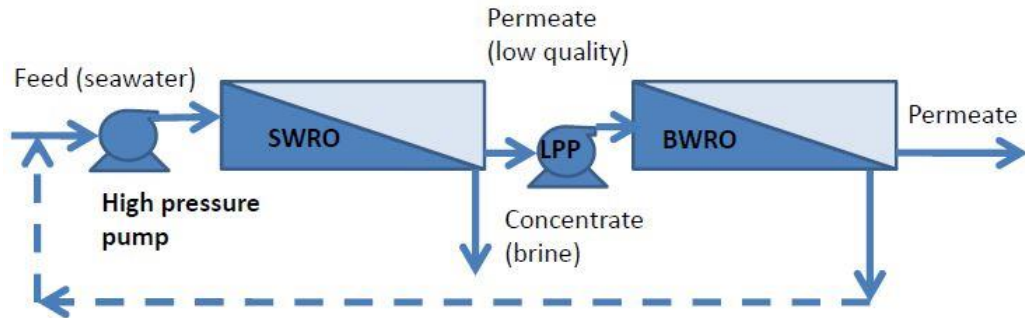 Permeate
(low quality)
Feed (seawater)
SWRO
LPP
BWRO
Permeate
High pressure
pump
Concentrate
(brine)